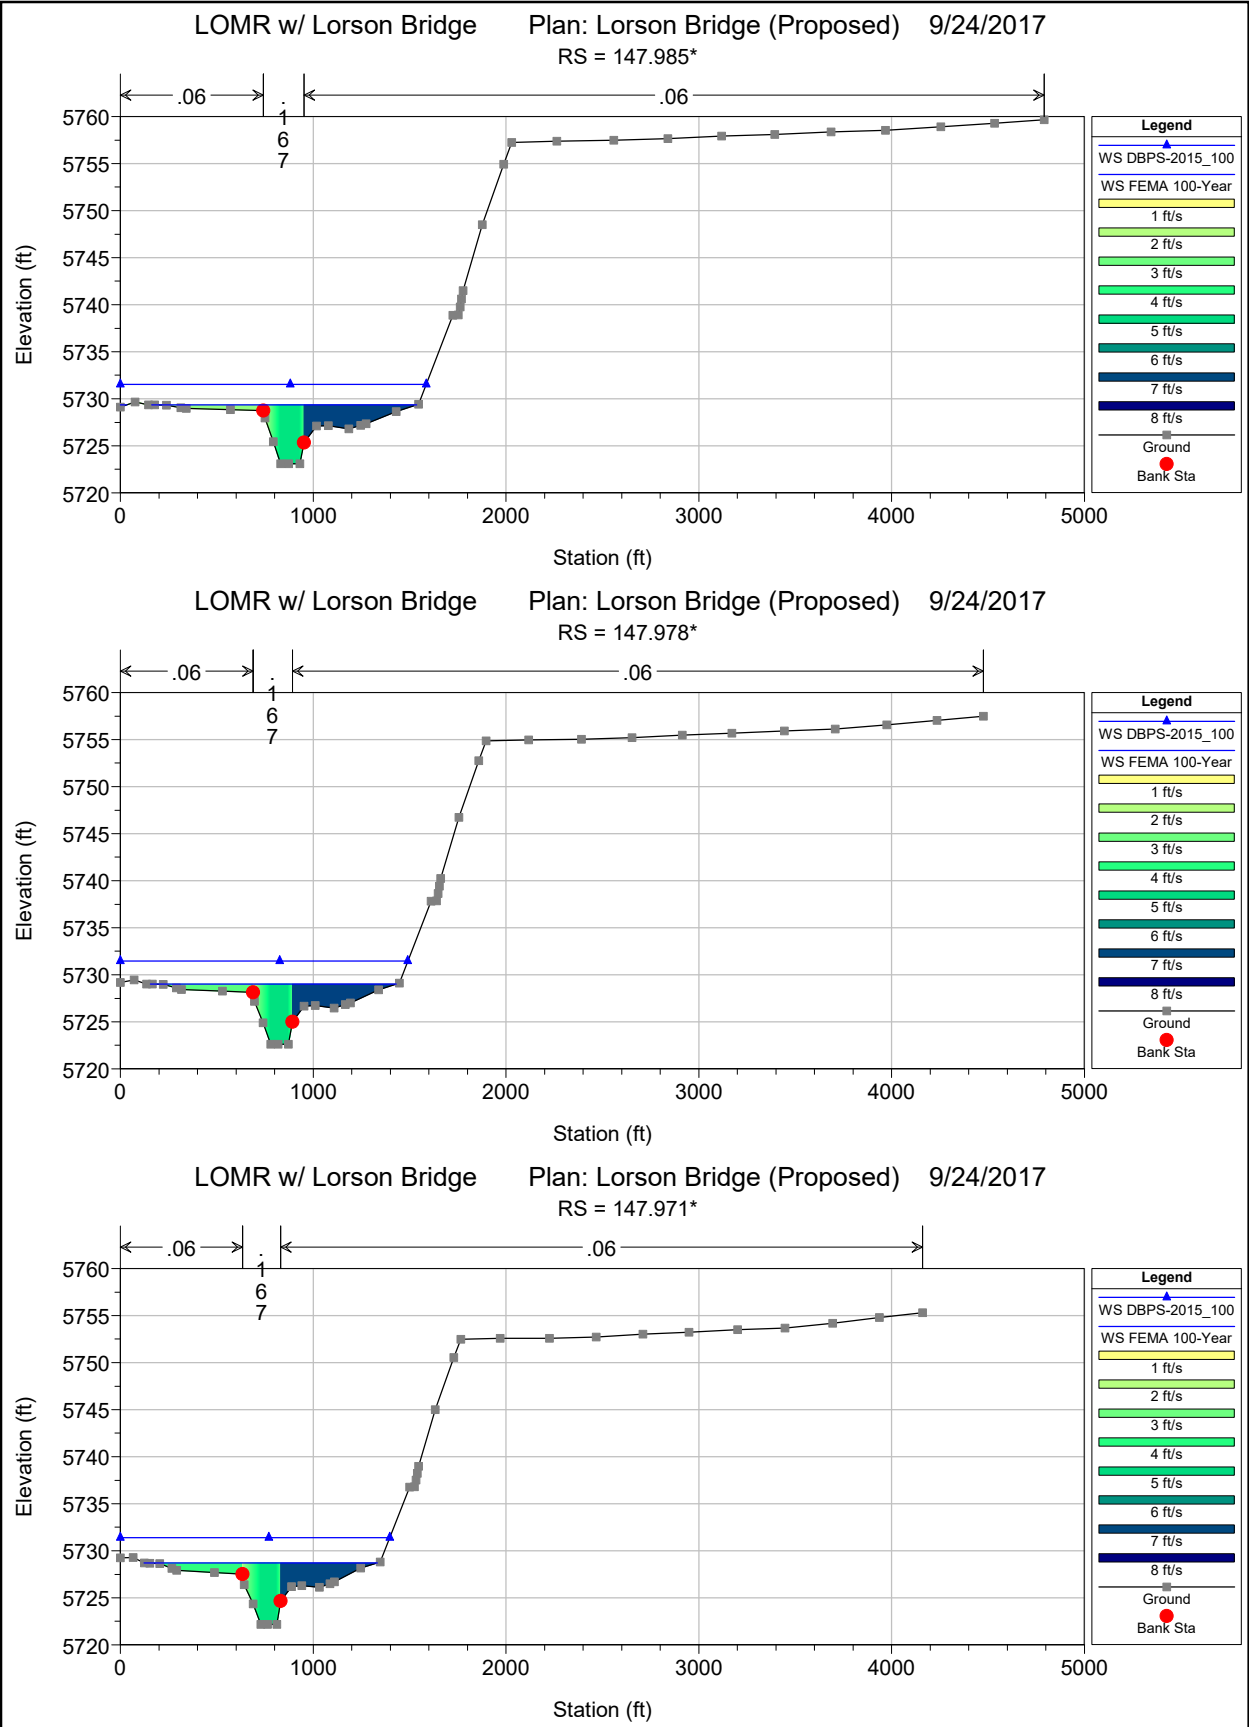 LOMR w/ Lorson Bridge Plan: Lorson Bridge (Proposed) 9/24/2017
RS = 147.985*
.06
.167
.06
5760
5755
5750
5745
5740
5735
5730
5725
5720
Elevation (ft)
0 1000 2000 3000 4000 5000
Station (ft)
Legend
WS DBPS-2015_100
WS FEMA 100-Year
1 ft/s
2 ft/s
3 ft/s
4 ft/s
5 ft/s
6 ft/s
7 ft/s
8 ft/s
Ground
Bank Sta
LOMR w/ Lorson Bridge Plan: Lorson Bridge (Proposed) 9/24/2017
RS = 147.978*
.06
.167
.06
5760
5755
5750
5745
5740
5735
5730
5725
5720
Elevation (ft)
0 1000 2000 3000 4000 5000
Station (ft)
Legend
WS DBPS-2015_100
WS FEMA 100-Year
1 ft/s
2 ft/s
3 ft/s
4 ft/s
5 ft/s
6 ft/s
7 ft/s
8 ft/s
Ground
Bank Sta
LOMR w/ Lorson Bridge Plan: Lorson Bridge (Proposed) 9/24/2017
RS = 147.971*
.06
.167
.06
5760
5755
5750
5745
5740
5735
5730
5725
5720
Elevation (ft)
0 1000 2000 3000 4000 5000
Station (ft)
Legend
WS DBPS-2015_100
WS FEMA 100-Year
1 ft/s
2 ft/s
3 ft/s
4 ft/s
5 ft/s
6 ft/s
7 ft/s
8 ft/s
Ground
Bank Sta